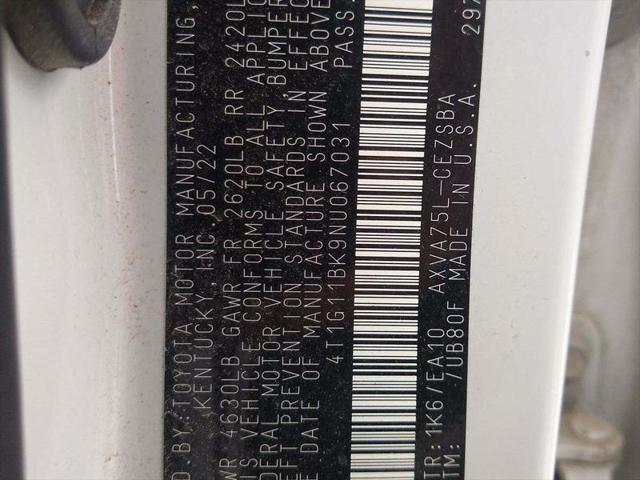 D BY:TOYOTA MOTOR MANUFACTURING,
KENTUCKY, INC. 05/22
WR 4630LB GAWR FR 2620LB RR 2420L
IS VEHICLE CONFORMS TO ALL APPLIC
DERAL MOTOR VEHICLE SAFETY BUMPER
EFT PREVENTION STANDARDS IN EFFEC
E DATE OF MANUFACTURE SHOWN ABOVE
4T1G11BK9NU067031 PASS
TR: 1K6/EA10 AXVA75L-CEZSBA
TM: /UB80F MADE IN U.S.A. 297